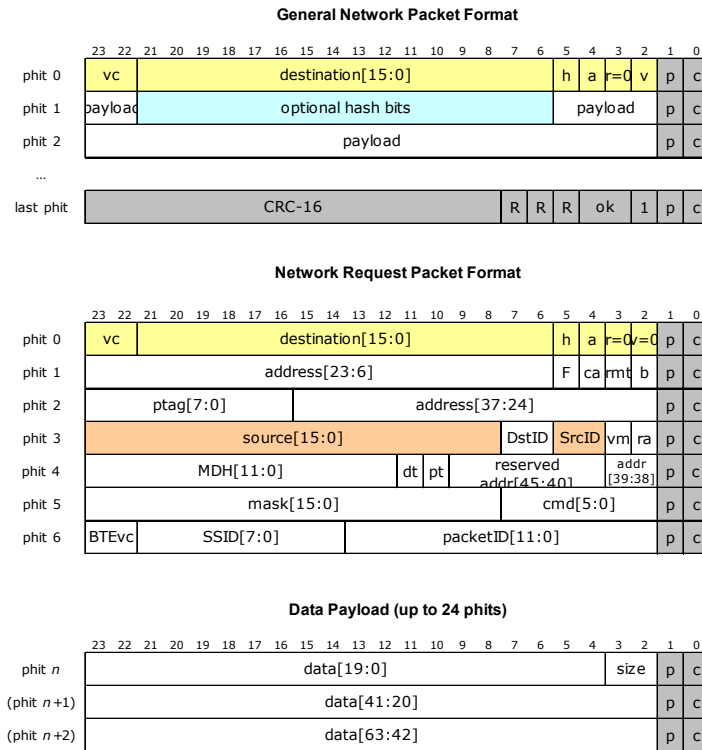 General Network Packet Format
23 22 21 20 19 18 17 16 15 14 13 12 11 10 9 8 7 6 5 4 3 2 1 0
phit 0 vc destination[15:0] h a r=0 v p c
phit 1 payload optional hash bits payload p c
phit 2 payload p c
...
last phit CRC-16 R R R ok 1 p c
Network Request Packet Format
23 22 21 20 19 18 17 16 15 14 13 12 11 10 9 8 7 6 5 4 3 2 1 0
phit 0 vc destination[15:0] h a r=0 v=0 p c
phit 1 address[23:6] F ca rmt b p c
phit 2 ptag[7:0] address[37:24] p c
phit 3 source[15:0] DstID SrcID vm ra p c
phit 4 MDH[11:0] dt pt reserved addr[45:40] addr [39:38] p c
phit 5 mask[15:0] cmd[5:0] p c
phit 6 BTEvc SSID[7:0] packetID[11:0] p c
Data Payload (up to 24 phits)
23 22 21 20 19 18 17 16 15 14 13 12 11 10 9 8 7 6 5 4 3 2 1 0
phit n data[19:0] size p c
(phit n+1) data[41:20] p c
(phit n+2) data[63:42] p c